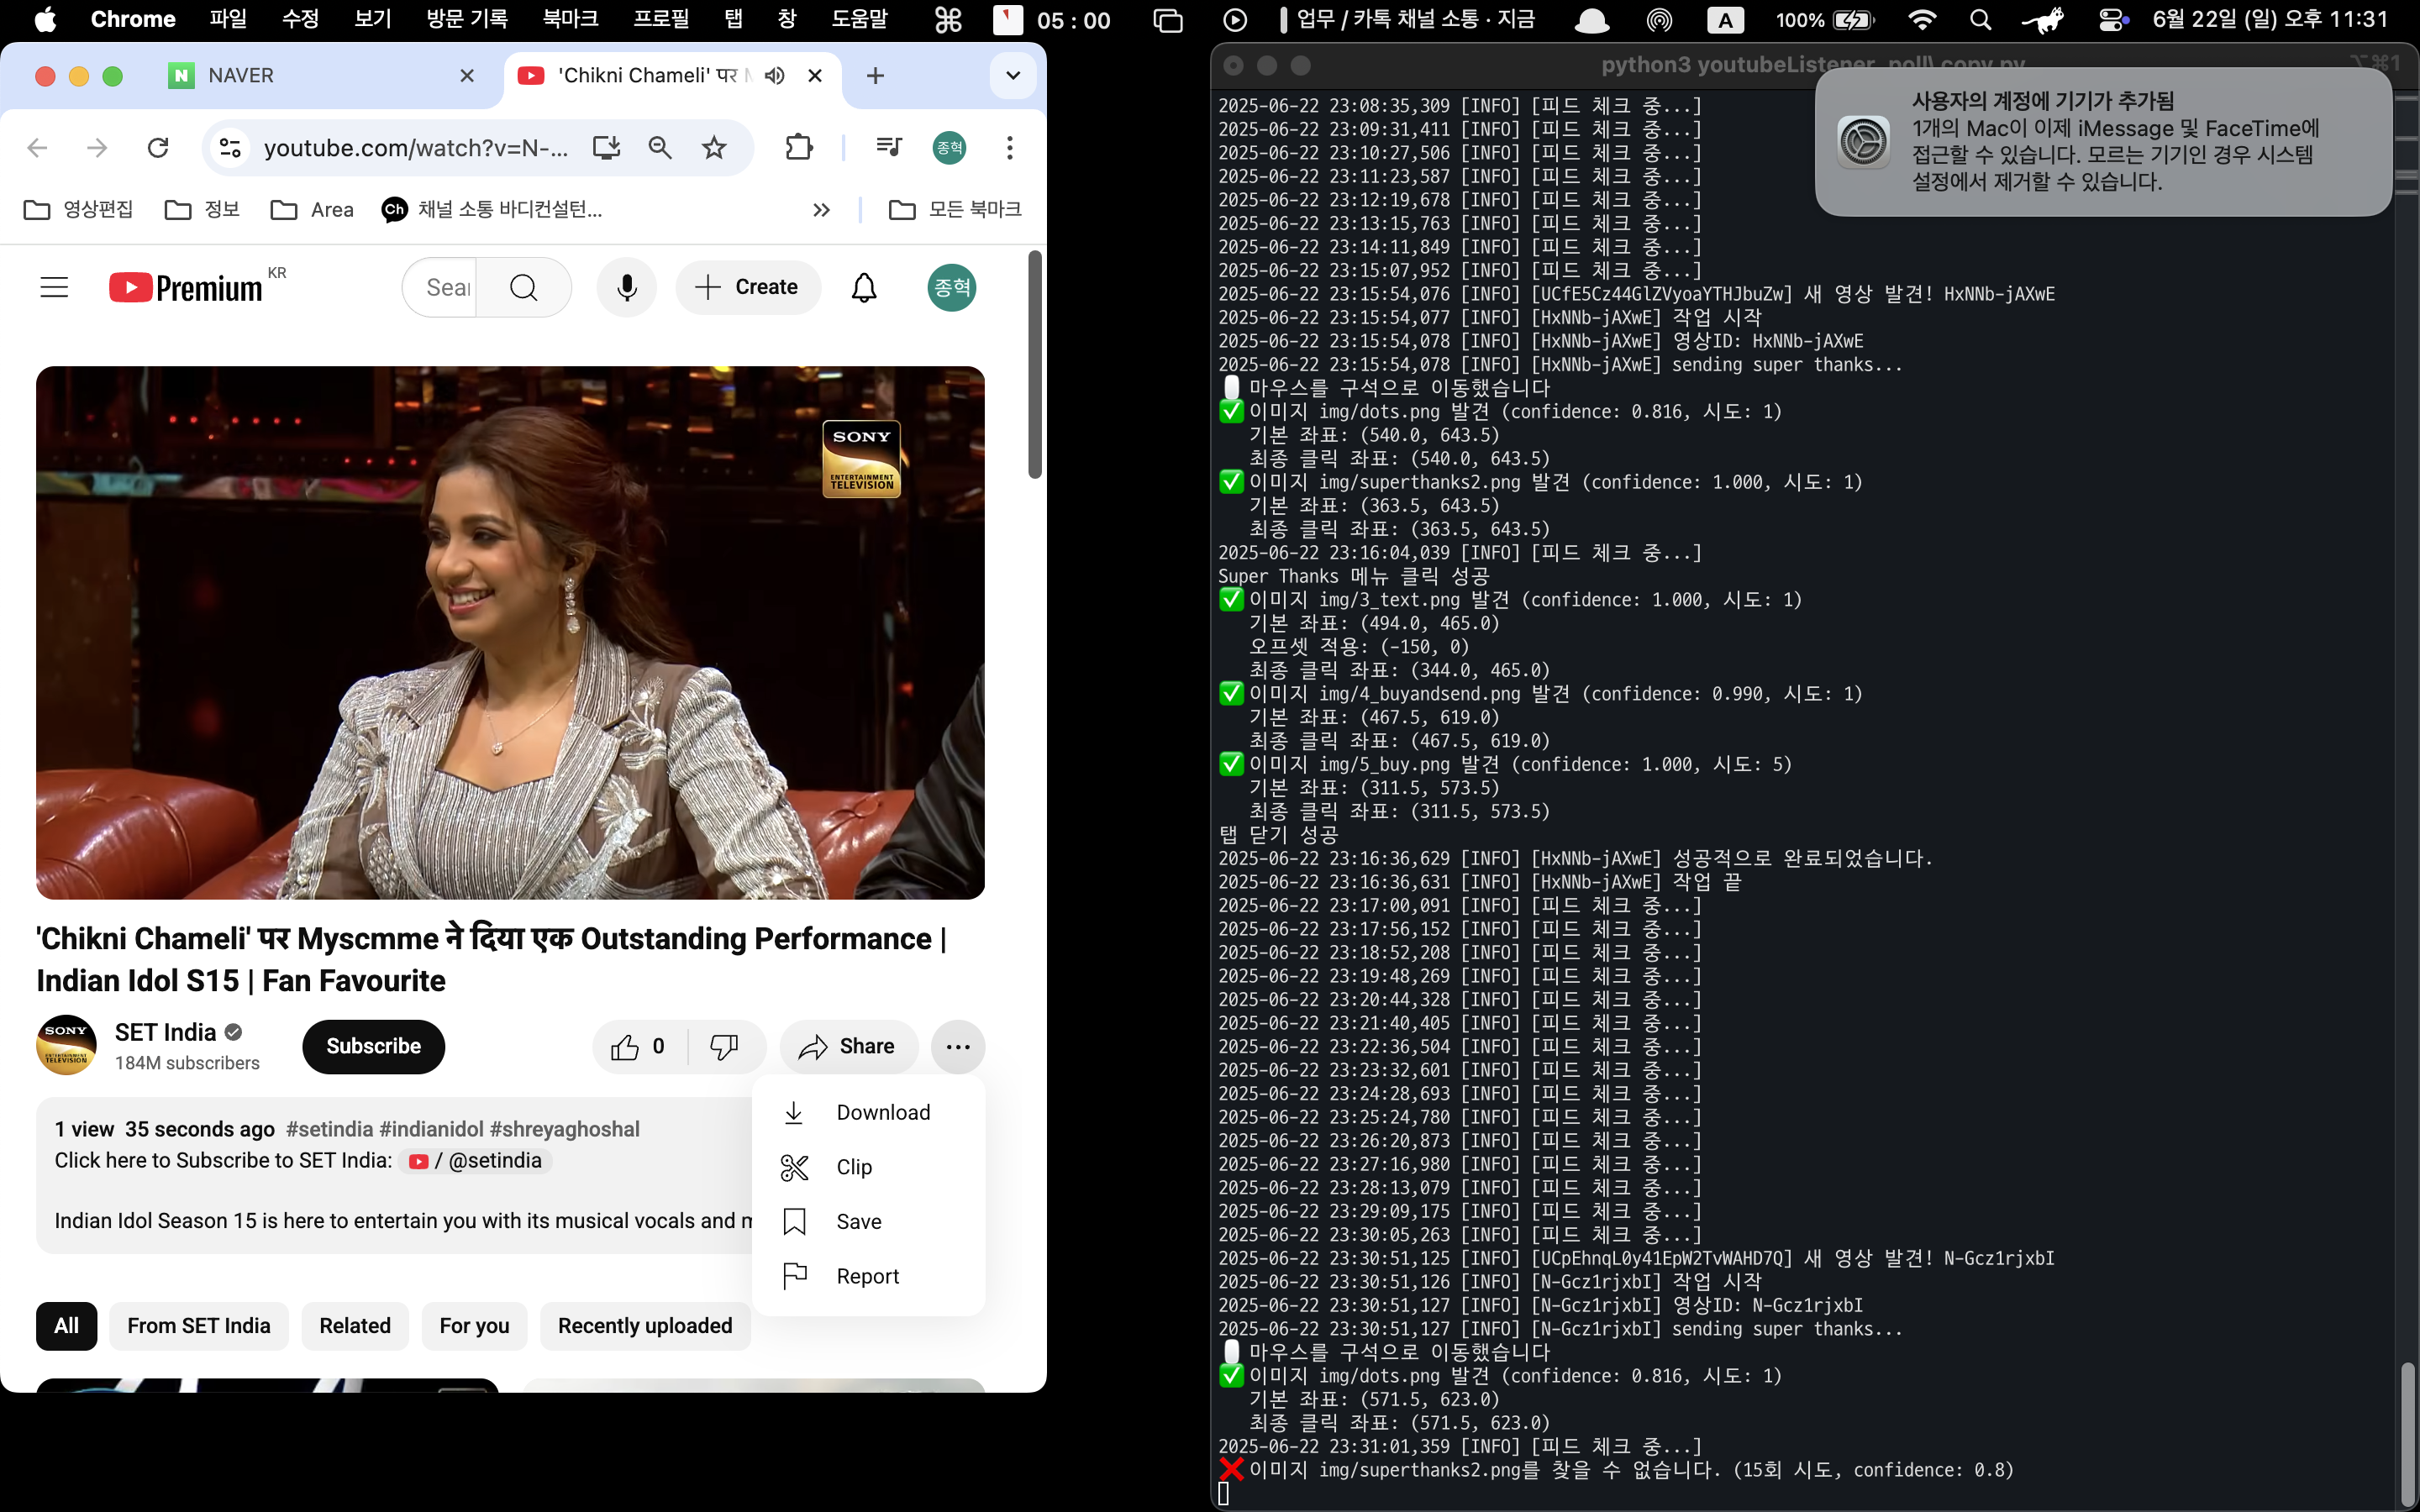 Chrome 파일 수정 보기 방문 기록 북마크 프로필 탭 창 도움말 05 : 00 업무 / 카톡 채널 소통 · 지금 A 100% 6월 22일 (일) 오후 11:31
N NAVER
'Chikni Chameli' पर
youtube.com/watch?v=N-...
종혁
영상편집 정보 Area Ch 채널 소통 바디컨설턴... 모든 북마크
Premium KR
Create
종혁
SONY
ENTERTAINMENT
TELEVISION
'Chikni Chameli' पर Myscmme ने दिया एक Outstanding Performance |
Indian Idol S15 | Fan Favourite
SONY
ENTERTAINMENT
TELEVISION
SET India
184M subscribers
Subscribe
0
Share
Download
Clip
Save
Report
1 view 35 seconds ago #setindia #indianidol #shreyaghoshal
Click here to Subscribe to SET India: / @setindia
Indian Idol Season 15 is here to entertain you with its musical vocals and
All From SET India Related For you Recently uploaded
python3 youtubeListener_poll\ copy.py ⌥⌘1
사용자의 계정에 기기가 추가됨
1개의 Mac이 이제 iMessage 및 FaceTime에
접근할 수 있습니다. 모르는 기기인 경우 시스템
설정에서 제거할 수 있습니다.
2025-06-22 23:08:35,309 [INFO] [피드 체크 중...]
2025-06-22 23:09:31,411 [INFO] [피드 체크 중...]
2025-06-22 23:10:27,506 [INFO] [피드 체크 중...]
2025-06-22 23:11:23,587 [INFO] [피드 체크 중...]
2025-06-22 23:12:19,678 [INFO] [피드 체크 중...]
2025-06-22 23:13:15,763 [INFO] [피드 체크 중...]
2025-06-22 23:14:11,849 [INFO] [피드 체크 중...]
2025-06-22 23:15:07,952 [INFO] [피드 체크 중...]
2025-06-22 23:15:54,076 [INFO] [UCfE5Cz44GlZVyoaYTHJbuZw] 새 영상 발견! HxNNb-jAXwE
2025-06-22 23:15:54,077 [INFO] [HxNNb-jAXwE] 작업 시작
2025-06-22 23:15:54,078 [INFO] [HxNNb-jAXwE] 영상ID: HxNNb-jAXwE
2025-06-22 23:15:54,078 [INFO] [HxNNb-jAXwE] sending super thanks...
마우스를 구석으로 이동했습니다
✅ 이미지 img/dots.png 발견 (confidence: 0.816, 시도: 1)
기본 좌표: (540.0, 643.5)
최종 클릭 좌표: (540.0, 643.5)
✅ 이미지 img/superthanks2.png 발견 (confidence: 1.000, 시도: 1)
기본 좌표: (363.5, 643.5)
최종 클릭 좌표: (363.5, 643.5)
2025-06-22 23:16:04,039 [INFO] [피드 체크 중...]
Super Thanks 메뉴 클릭 성공
✅ 이미지 img/3_text.png 발견 (confidence: 1.000, 시도: 1)
기본 좌표: (494.0, 465.0)
오프셋 적용: (-150, 0)
최종 클릭 좌표: (344.0, 465.0)
✅ 이미지 img/4_buyandsend.png 발견 (confidence: 0.990, 시도: 1)
기본 좌표: (467.5, 619.0)
최종 클릭 좌표: (467.5, 619.0)
✅ 이미지 img/5_buy.png 발견 (confidence: 1.000, 시도: 5)
기본 좌표: (311.5, 573.5)
최종 클릭 좌표: (311.5, 573.5)
탭 닫기 성공
2025-06-22 23:16:36,629 [INFO] [HxNNb-jAXwE] 성공적으로 완료되었습니다.
2025-06-22 23:16:36,631 [INFO] [HxNNb-jAXwE] 작업 끝
2025-06-22 23:17:00,091 [INFO] [피드 체크 중...]
2025-06-22 23:17:56,152 [INFO] [피드 체크 중...]
2025-06-22 23:18:52,208 [INFO] [피드 체크 중...]
2025-06-22 23:19:48,269 [INFO] [피드 체크 중...]
2025-06-22 23:20:44,328 [INFO] [피드 체크 중...]
2025-06-22 23:21:40,405 [INFO] [피드 체크 중...]
2025-06-22 23:22:36,504 [INFO] [피드 체크 중...]
2025-06-22 23:23:32,601 [INFO] [피드 체크 중...]
2025-06-22 23:24:28,693 [INFO] [피드 체크 중...]
2025-06-22 23:25:24,780 [INFO] [피드 체크 중...]
2025-06-22 23:26:20,873 [INFO] [피드 체크 중...]
2025-06-22 23:27:16,980 [INFO] [피드 체크 중...]
2025-06-22 23:28:13,079 [INFO] [피드 체크 중...]
2025-06-22 23:29:09,175 [INFO] [피드 체크 중...]
2025-06-22 23:30:05,263 [INFO] [피드 체크 중...]
2025-06-22 23:30:51,125 [INFO] [UCpEhnqL0y41EpW2TvWAHD7Q] 새 영상 발견! N-Gcz1rjxbI
2025-06-22 23:30:51,126 [INFO] [N-Gcz1rjxbI] 작업 시작
2025-06-22 23:30:51,127 [INFO] [N-Gcz1rjxbI] 영상ID: N-Gcz1rjxbI
2025-06-22 23:30:51,127 [INFO] [N-Gcz1rjxbI] sending super thanks...
마우스를 구석으로 이동했습니다
✅ 이미지 img/dots.png 발견 (confidence: 0.816, 시도: 1)
기본 좌표: (571.5, 623.0)
최종 클릭 좌표: (571.5, 623.0)
2025-06-22 23:31:01,359 [INFO] [피드 체크 중...]
❌ 이미지 img/superthanks2.png를 찾을 수 없습니다. (15회 시도, confidence: 0.8)